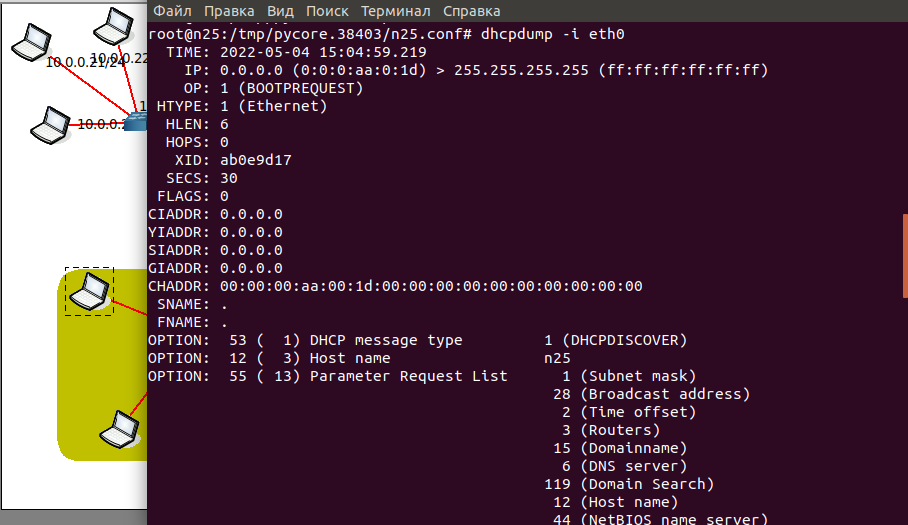 Файл Правка Вид Поиск Терминал Справка
root@n25:/tmp/pycore.38403/n25.conf# dhcpdump -i eth0
TIME: 2022-05-04 15:04:59.219
IP: 0.0.0.0 (0:0:0:aa:0:1d) > 255.255.255.255 (ff:ff:ff:ff:ff:ff)
OP: 1 (BOOTPREQUEST)
HTYPE: 1 (Ethernet)
HLEN: 6
HOPS: 0
XID: ab0e9d17
SECS: 30
FLAGS: 0
CIADDR: 0.0.0.0
YIADDR: 0.0.0.0
SIADDR: 0.0.0.0
GIADDR: 0.0.0.0
CHADDR: 00:00:00:aa:00:1d:00:00:00:00:00:00:00:00:00:00
SNAME: .
FNAME: .
OPTION: 53 ( 1) DHCP message type 1 (DHCPDISCOVER)
OPTION: 12 ( 3) Host name n25
OPTION: 55 ( 13) Parameter Request List 1 (Subnet mask)
28 (Broadcast address)
2 (Time offset)
3 (Routers)
15 (Domainname)
6 (DNS server)
119 (Domain Search)
12 (Host name)
44 (NetBIOS name server)
10.0.0.21/24
10.0.0.22
10.0.0.2
1